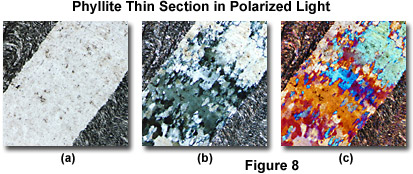 Phyllite Thin Section in Polarized Light
(a)
(b)
(c)
Figure 8